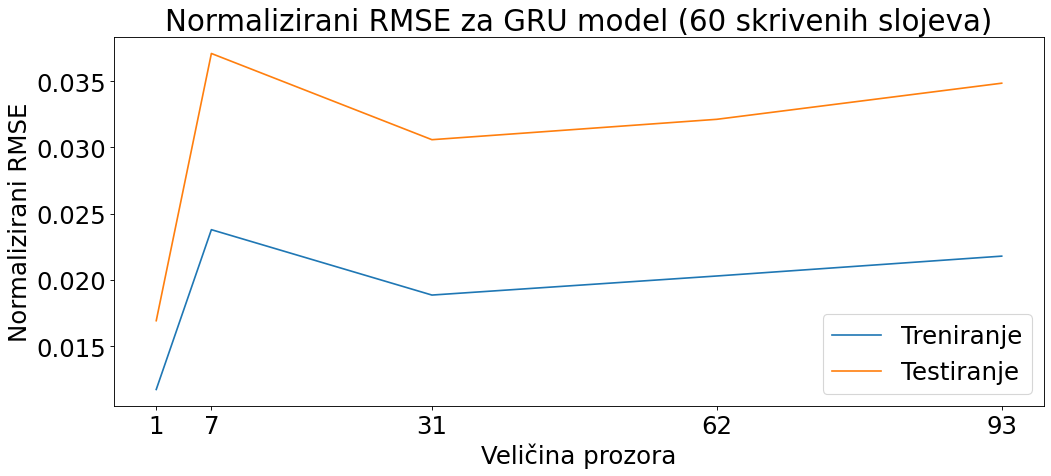 Normalizirani RMSE za GRU model (60 skrivenih slojeva)
Normalizirani RMSE
0.035
0.030
0.025
0.020
0.015
1 7 31 62 93
Veličina prozora
Treniranje
Testiranje